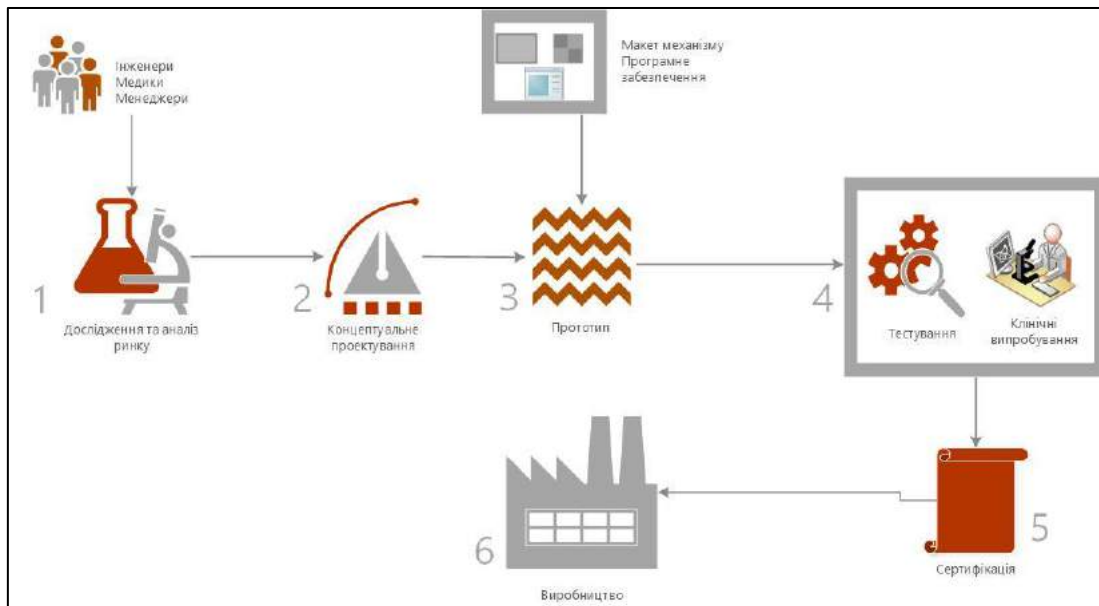 Інженери
Медики
Менеджери
Макет механізму
Програмне
забезпечення
1
Дослідження та аналіз
ринку
2
Концептуальне
проектування
3
Прототип
4
Тестування
Клінічні
випробування
5
Сертифікація
6
Виробництво